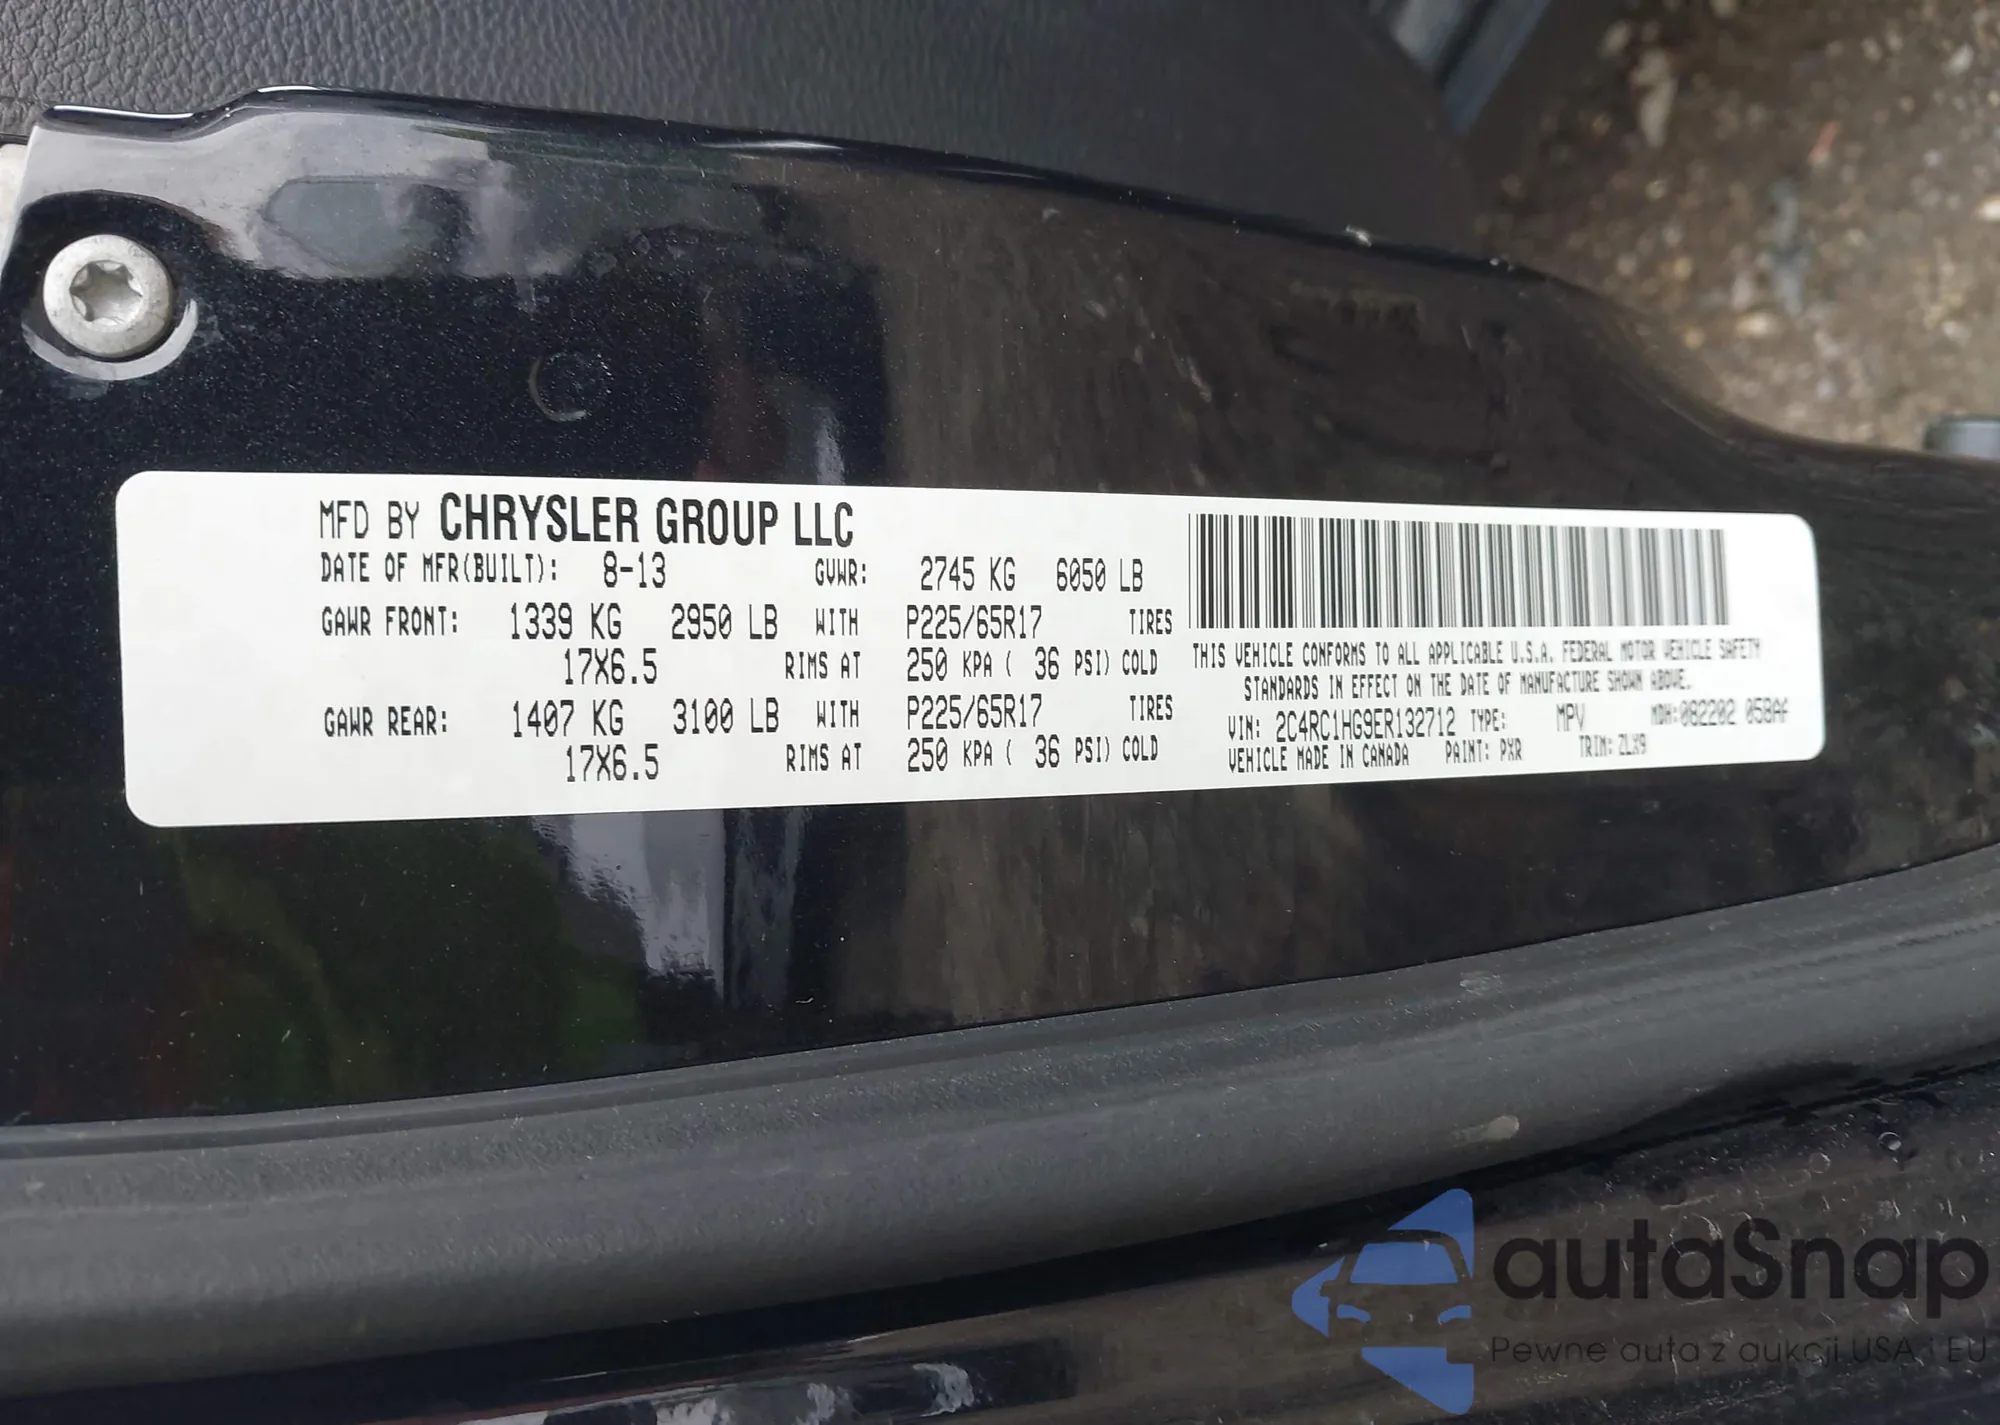 MFD BY CHRYSLER GROUP LLC
DATE OF MFR(BUILT): 8-13 GVWR: 2745 KG 6050 LB
GAWR FRONT: 1339 KG 2950 LB WITH P225/65R17 TIRES
17X6.5 RIMS AT 250 KPA ( 36 PSI) COLD
GAWR REAR: 1407 KG 3100 LB WITH P225/65R17 TIRES
17X6.5 RIMS AT 250 KPA ( 36 PSI) COLD
THIS VEHICLE CONFORMS TO ALL APPLICABLE U.S.A. FEDERAL MOTOR VEHICLE SAFETY
STANDARDS IN EFFECT ON THE DATE OF MANUFACTURE SHOWN ABOVE.
VIN: 2C4RC1HG9ER132712 TYPE: MPV MDH: 082202
VEHICLE MADE IN CANADA PAINT: PXR TRIM: ZLX9
autaSnap
Pewne auta z aukcji USA i EU